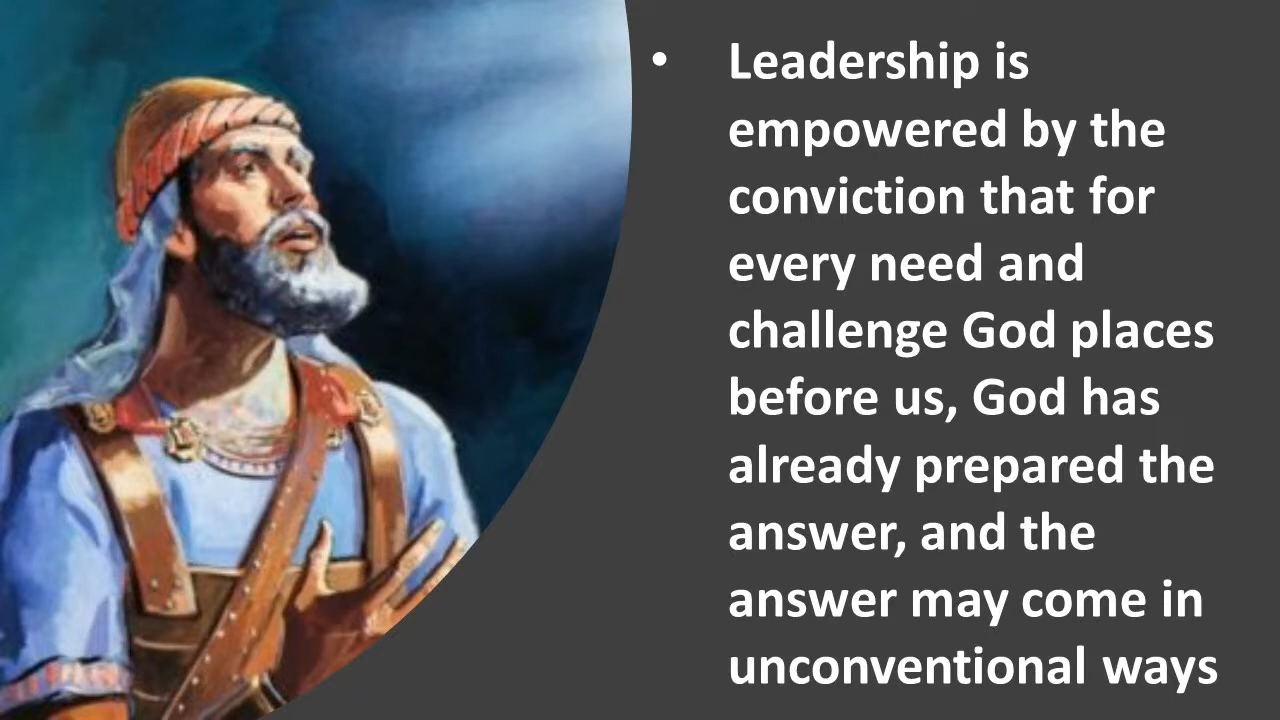 • Leadership is
empowered by the
conviction that for
every need and
challenge God places
before us, God has
already prepared the
answer, and the
answer may come in
unconventional ways